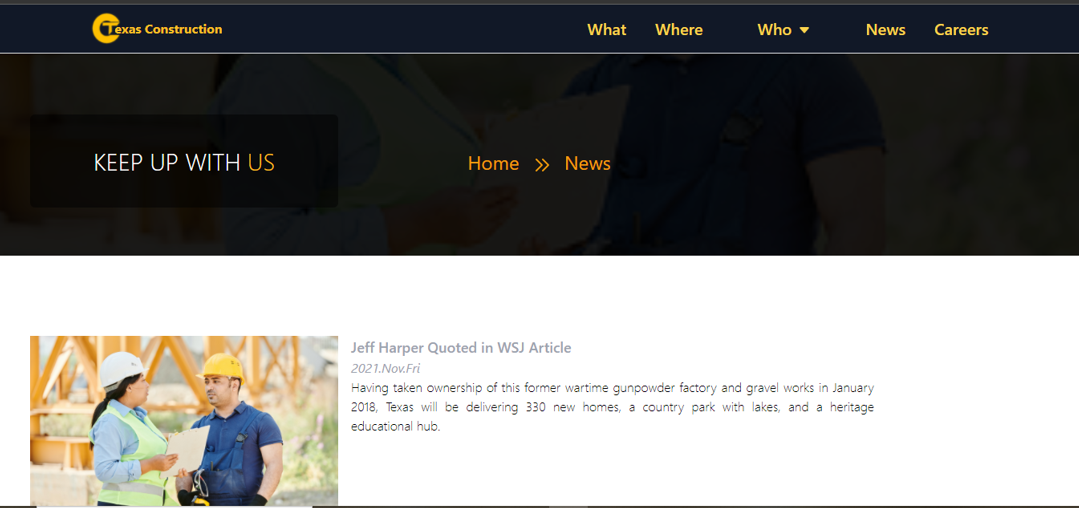 Texas Construction
What Where Who News Careers
KEEP UP WITH US
Home News
Jeff Harper Quoted in WSJ Article
2021.Nov.Fri
Having taken ownership of this former wartime gunpowder factory and gravel works in January
2018, Texas will be delivering 330 new homes, a country park with lakes, and a heritage
educational hub.